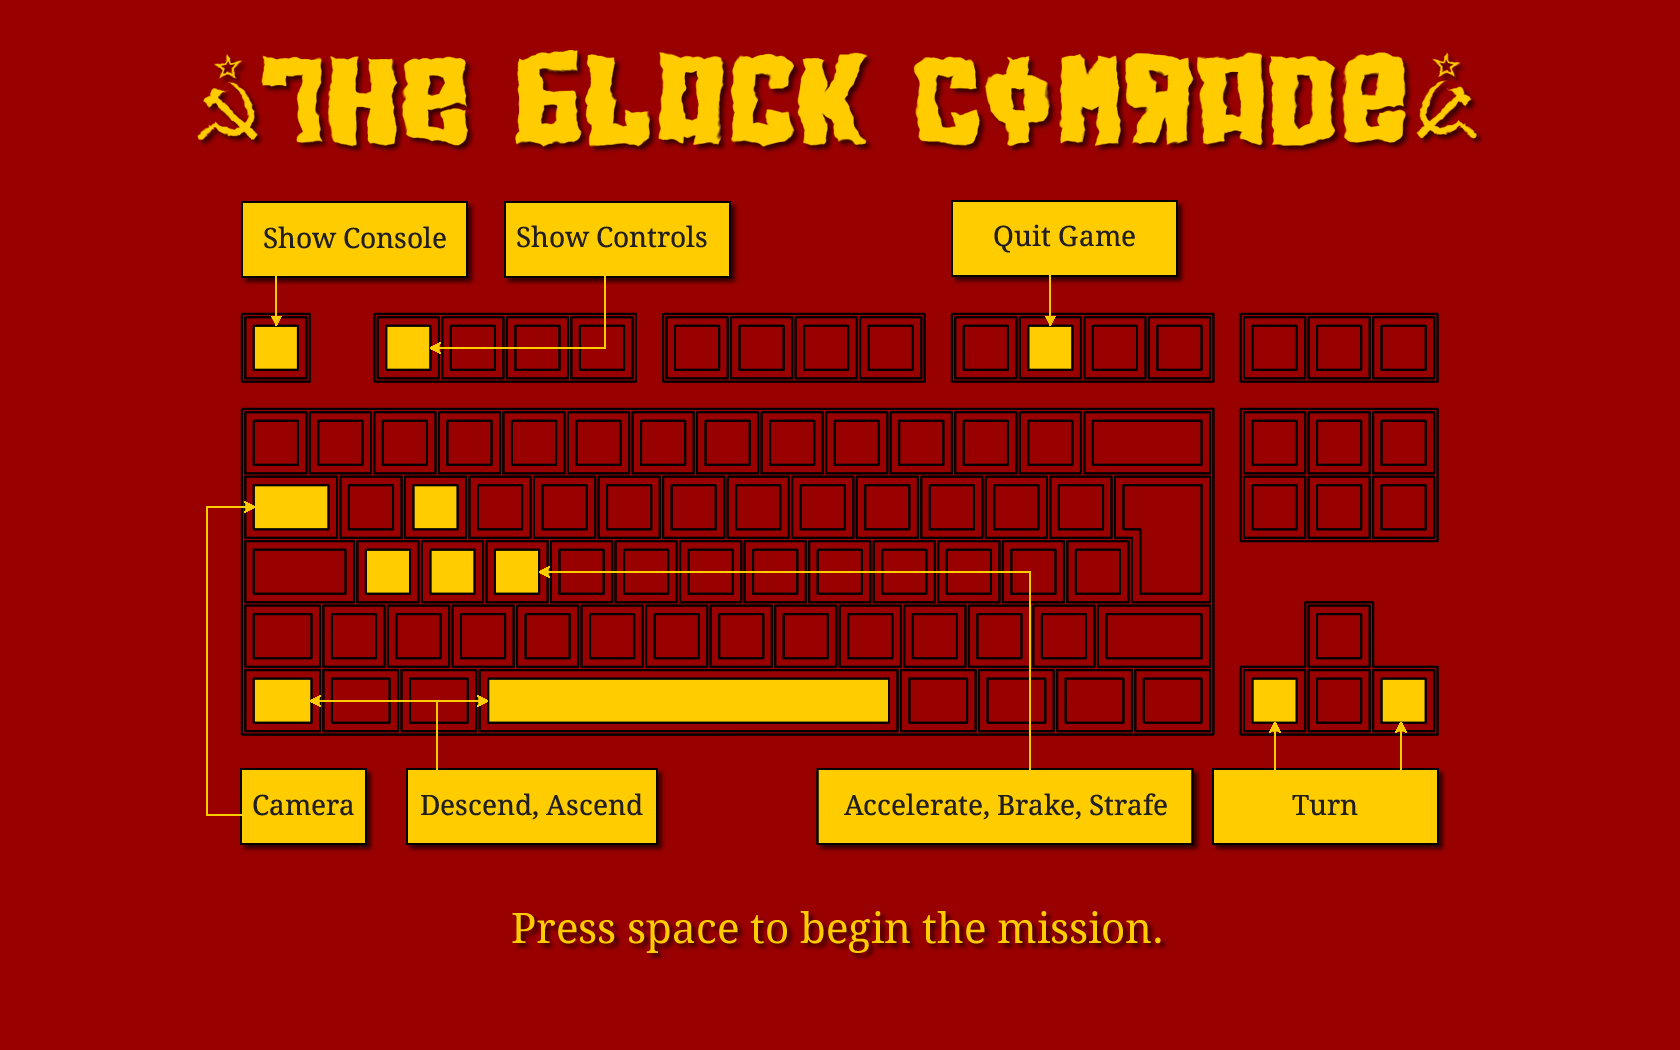 THE BLACK COMRADE
Show Console
Show Controls
Quit Game
Camera
Descend, Ascend
Accelerate, Brake, Strafe
Turn
Press space to begin the mission.